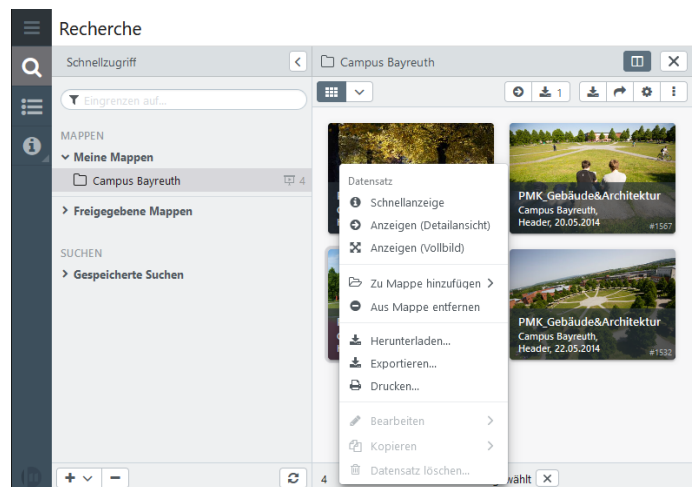 Recherche
Schnellzugriff
Campus Bayreuth
Eingrenzen auf...
1
MAPPEN
Meine Mappen
Campus Bayreuth
4
Freigegebene Mappen
SUCHEN
Gespeicherte Suchen
Datensatz
Schnellanzeige
Anzeigen (Detailansicht)
Anzeigen (Vollbild)
Zu Mappe hinzufügen
Aus Mappe entfernen
Herunterladen...
Exportieren...
Drucken...
Bearbeiten
Kopieren
Datensatz löschen...
PMK_Gebäude&Architektur
Campus Bayreuth,
Header, 20.05.2014
#1567
PMK_Gebäude&Architektur
Campus Bayreuth,
Header, 22.05.2014
#1532
4